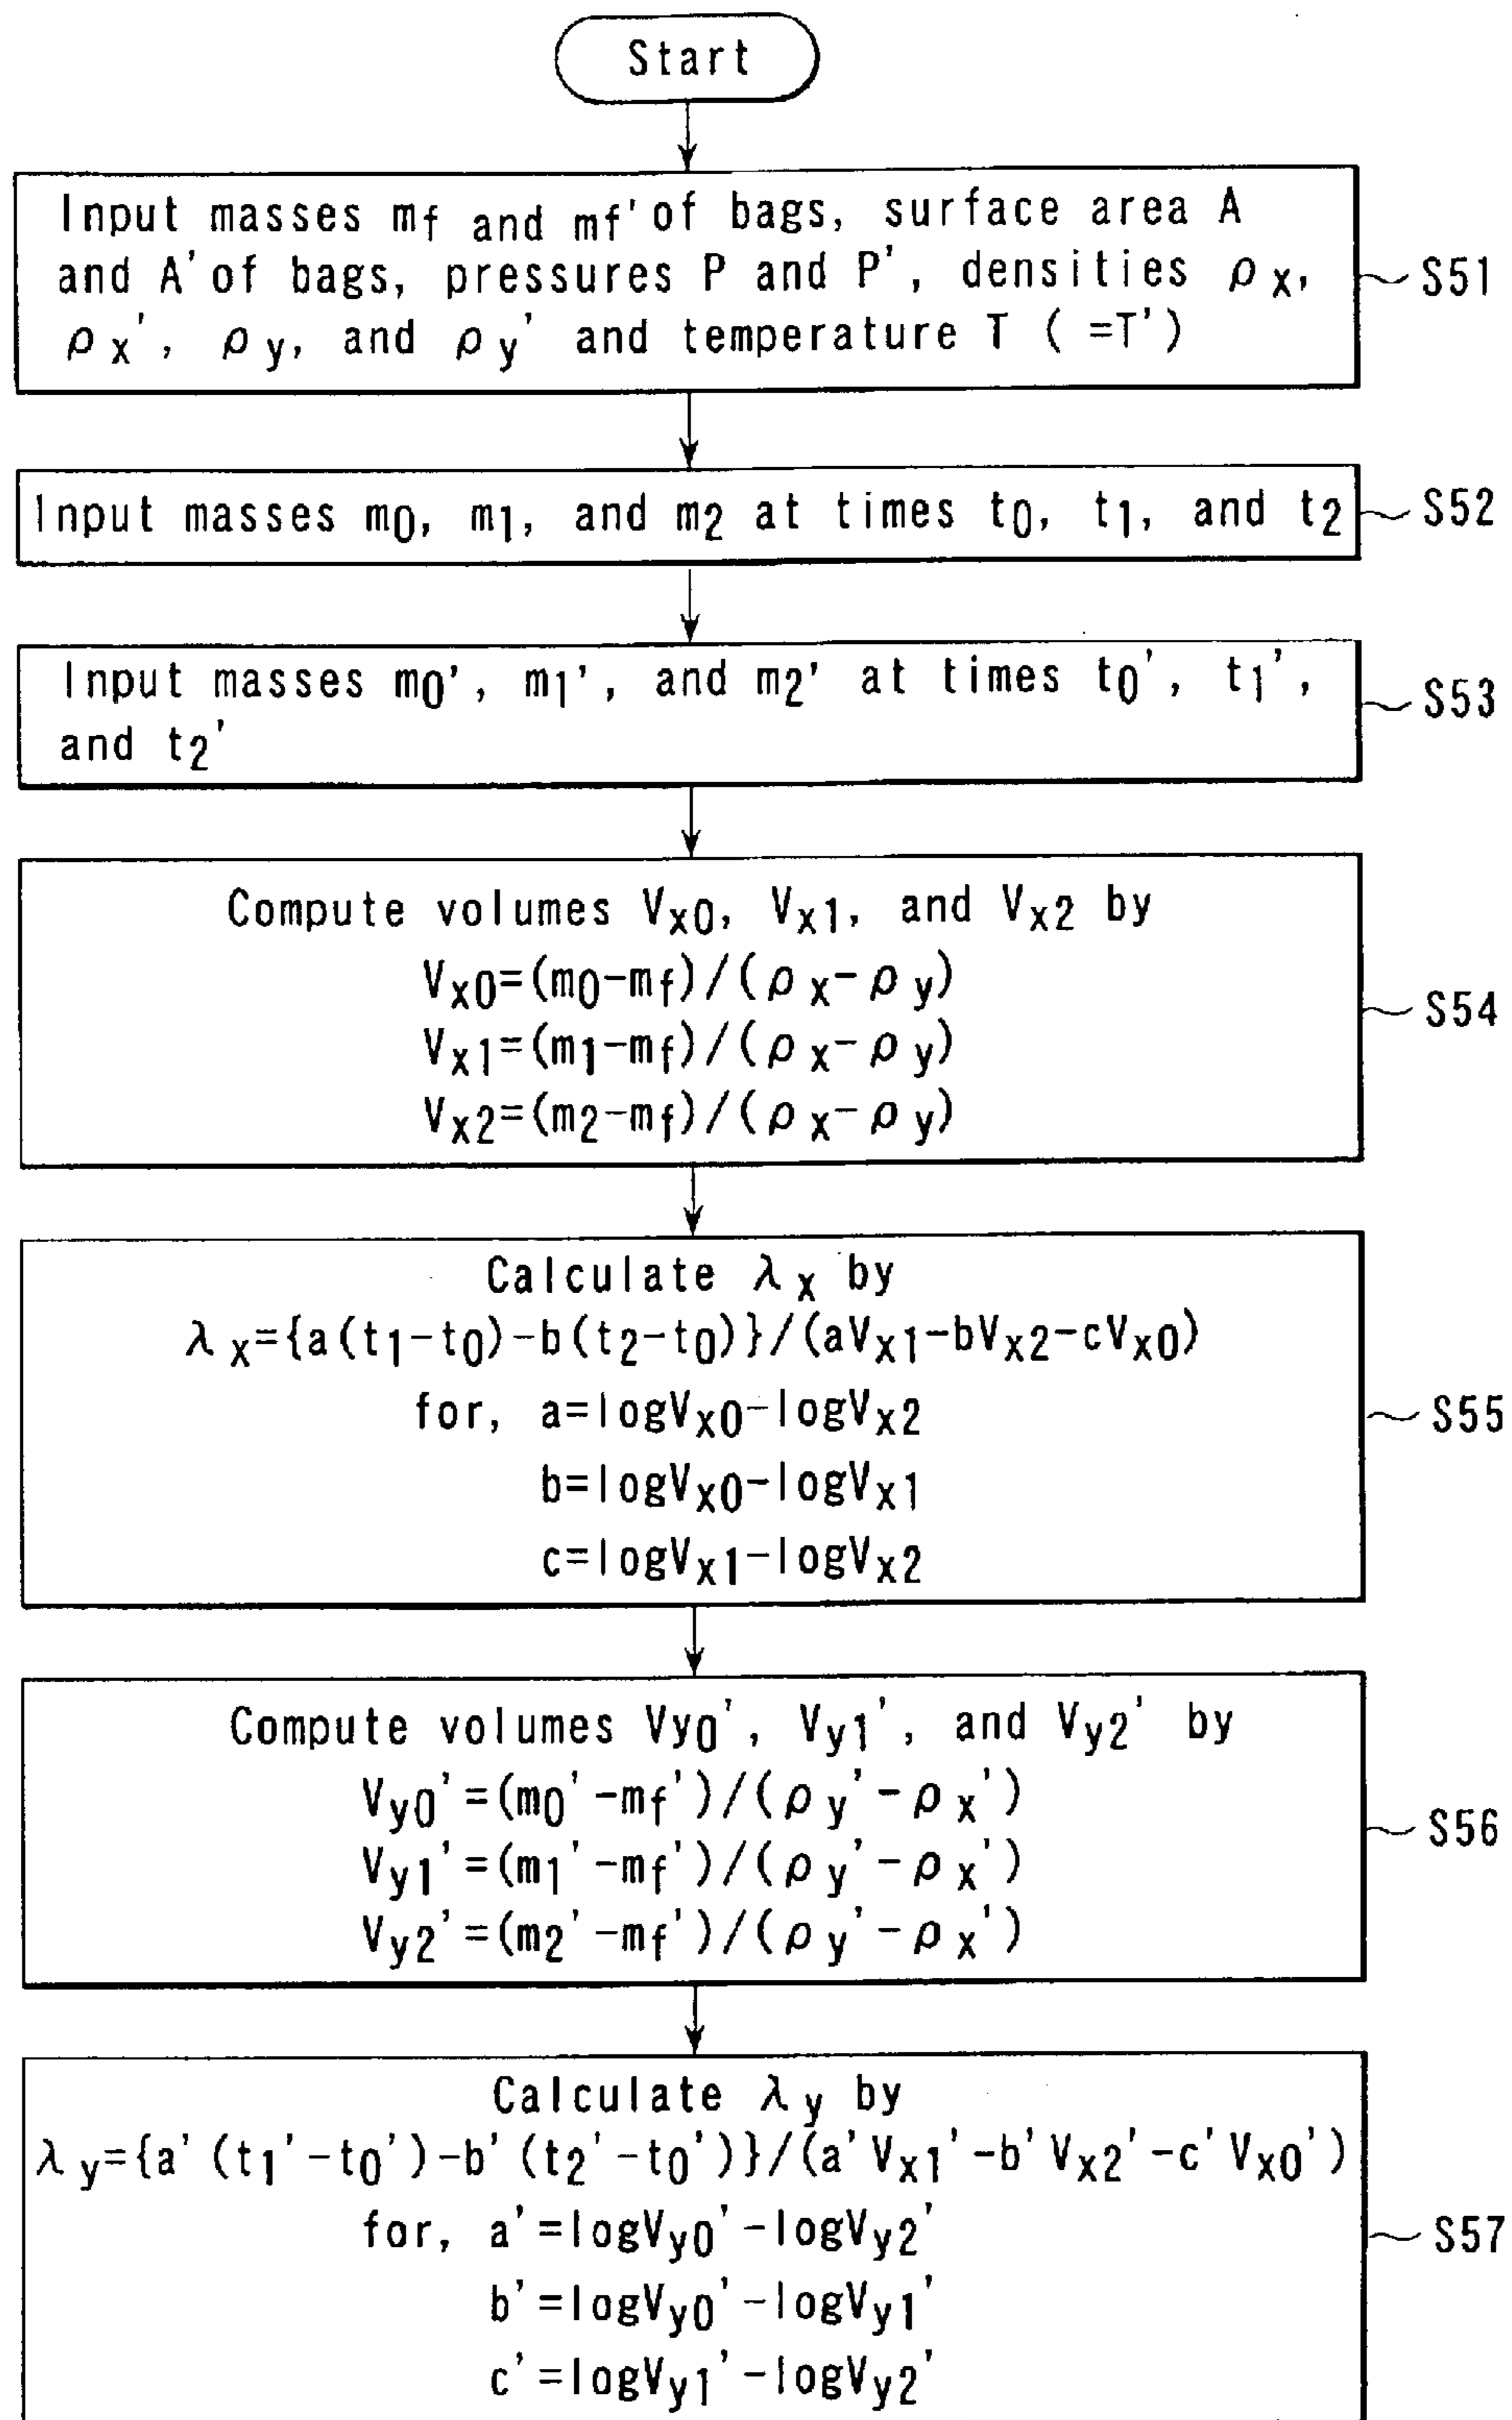 Start
Input masses mf and mf' of bags, surface area A
and A' of bags, pressures P and P', densities ρx,
ρx', ρy, and ρy' and temperature T ( =T')
S51
Input masses m0, m1, and m2 at times t0, t1, and t2
S52
Input masses m0', m1', and m2' at times t0', t1',
and t2'
S53
Compute volumes Vx0, Vx1, and Vx2 by
Vx0=(m0-mf)/(ρx-ρy)
Vx1=(m1-mf)/(ρx-ρy)
Vx2=(m2-mf)/(ρx-ρy)
S54
Calculate λx by
λx={a(t1-t0)-b(t2-t0)}/(aVx1-bVx2-cVx0)
for, a=logVx0-logVx2
b=logVx0-logVx1
c=logVx1-logVx2
S55
Compute volumes Vy0', Vy1', and Vy2' by
Vy0'=(m0'-mf')/(ρy'-ρx')
Vy1'=(m1'-mf')/(ρy'-ρx')
Vy2'=(m2'-mf')/(ρy'-ρx')
S56
Calculate λy by
λy={a'(t1'-t0')-b'(t2'-t0')}/(a'Vx1'-b'Vx2'-c'Vx0')
for, a'=logVy0'-logVy2'
b'=logVy0'-logVy1'
c'=logVy1'-logVy2'
S57